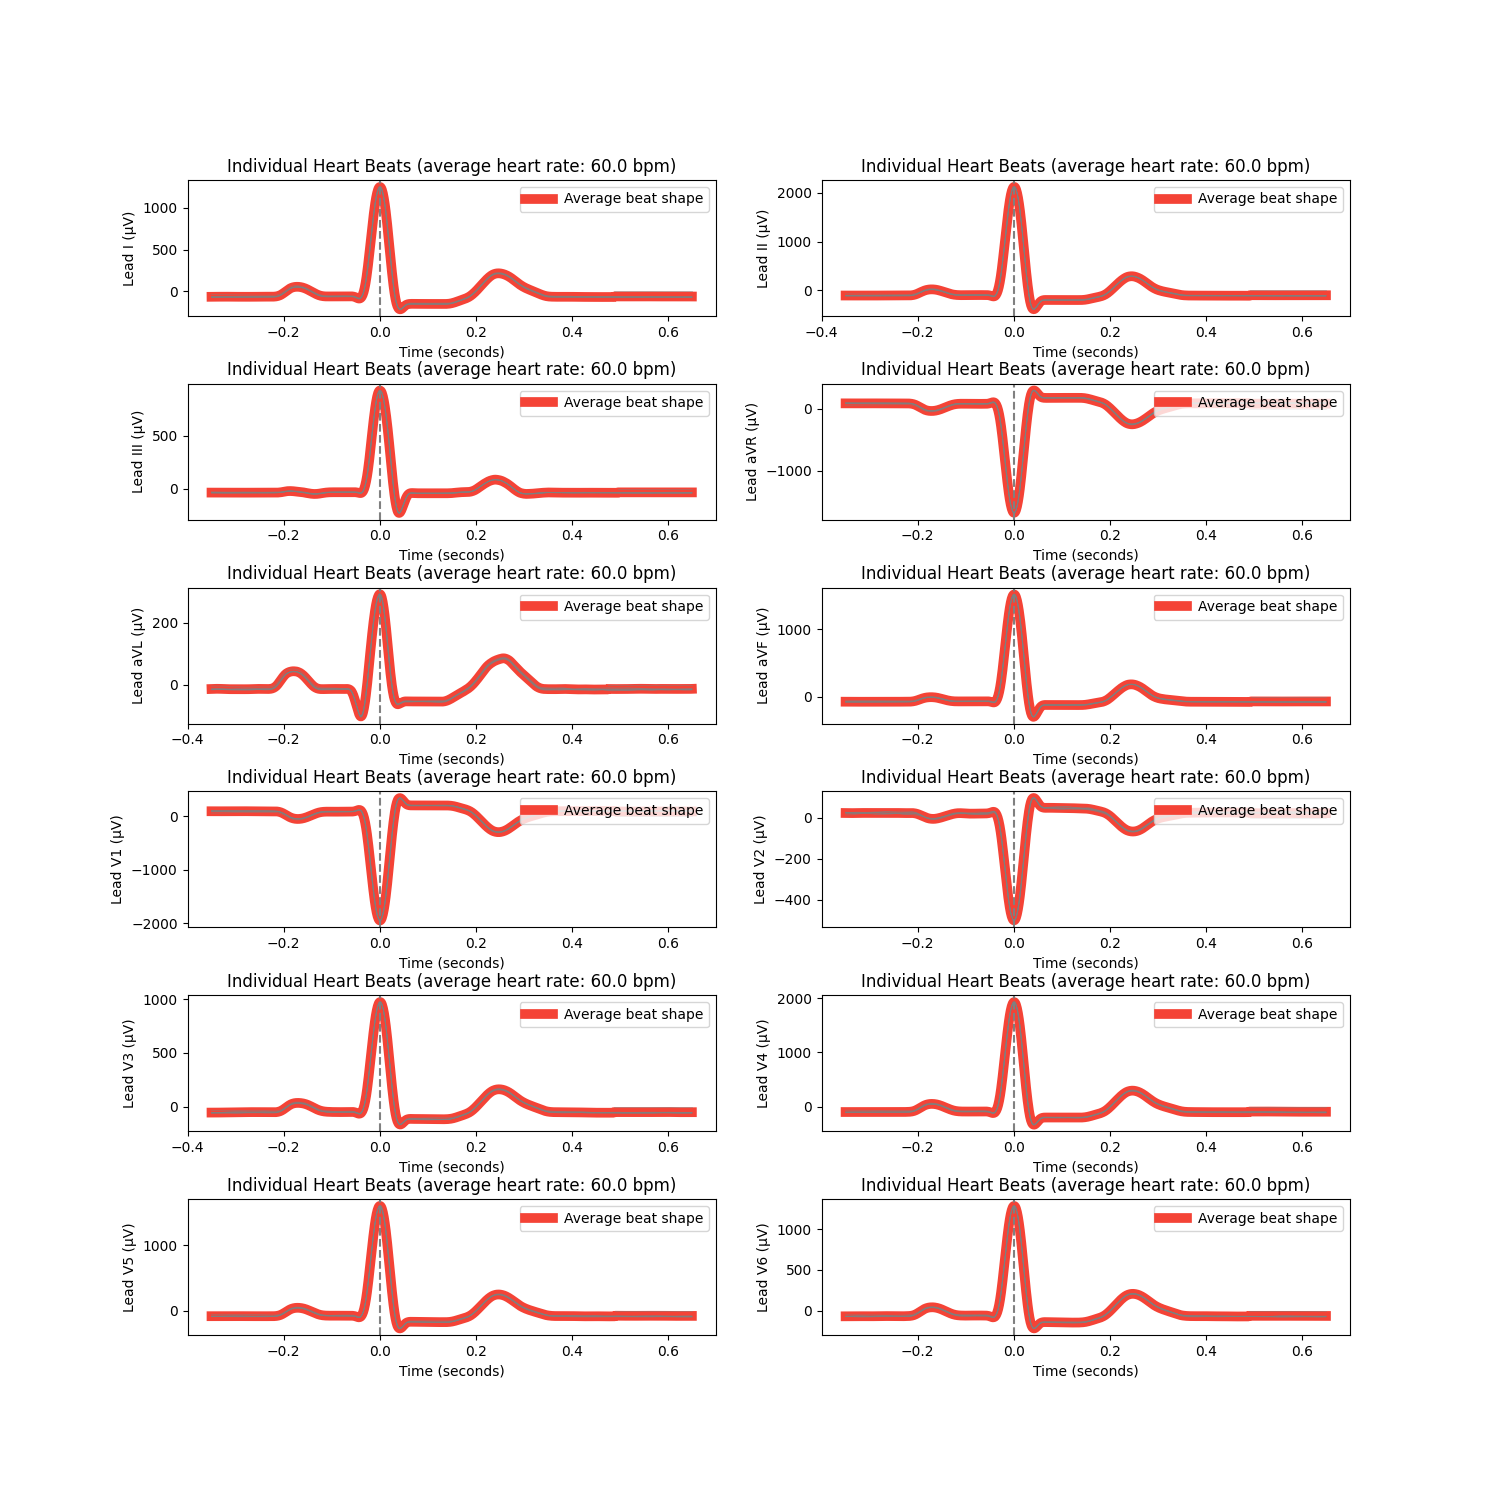 Individual Heart Beats (average heart rate: 60.0 bpm)
Lead I (µV)
1000
500
0
Average beat shape
−0.2 0.0 0.2 0.4 0.6
Time (seconds)
Individual Heart Beats (average heart rate: 60.0 bpm)
Lead II (µV)
2000
1000
0
Average beat shape
−0.4 −0.2 0.0 0.2 0.4 0.6
Time (seconds)
Individual Heart Beats (average heart rate: 60.0 bpm)
Lead III (µV)
500
0
Average beat shape
−0.2 0.0 0.2 0.4 0.6
Time (seconds)
Individual Heart Beats (average heart rate: 60.0 bpm)
Lead aVR (µV)
0
−1000
Average beat shape
−0.2 0.0 0.2 0.4 0.6
Time (seconds)
Individual Heart Beats (average heart rate: 60.0 bpm)
Lead aVL (µV)
200
0
Average beat shape
−0.4 −0.2 0.0 0.2 0.4 0.6
Time (seconds)
Individual Heart Beats (average heart rate: 60.0 bpm)
Lead aVF (µV)
1000
0
Average beat shape
−0.2 0.0 0.2 0.4 0.6
Time (seconds)
Individual Heart Beats (average heart rate: 60.0 bpm)
Lead V1 (µV)
0
−1000
−2000
Average beat shape
−0.2 0.0 0.2 0.4 0.6
Time (seconds)
Individual Heart Beats (average heart rate: 60.0 bpm)
Lead V2 (µV)
0
−200
−400
Average beat shape
−0.2 0.0 0.2 0.4 0.6
Time (seconds)
Individual Heart Beats (average heart rate: 60.0 bpm)
Lead V3 (µV)
1000
500
0
Average beat shape
−0.4 −0.2 0.0 0.2 0.4 0.6
Time (seconds)
Individual Heart Beats (average heart rate: 60.0 bpm)
Lead V4 (µV)
2000
1000
0
Average beat shape
−0.2 0.0 0.2 0.4 0.6
Time (seconds)
Individual Heart Beats (average heart rate: 60.0 bpm)
Lead V5 (µV)
1000
0
Average beat shape
−0.2 0.0 0.2 0.4 0.6
Time (seconds)
Individual Heart Beats (average heart rate: 60.0 bpm)
Lead V6 (µV)
1000
500
0
Average beat shape
−0.2 0.0 0.2 0.4 0.6
Time (seconds)